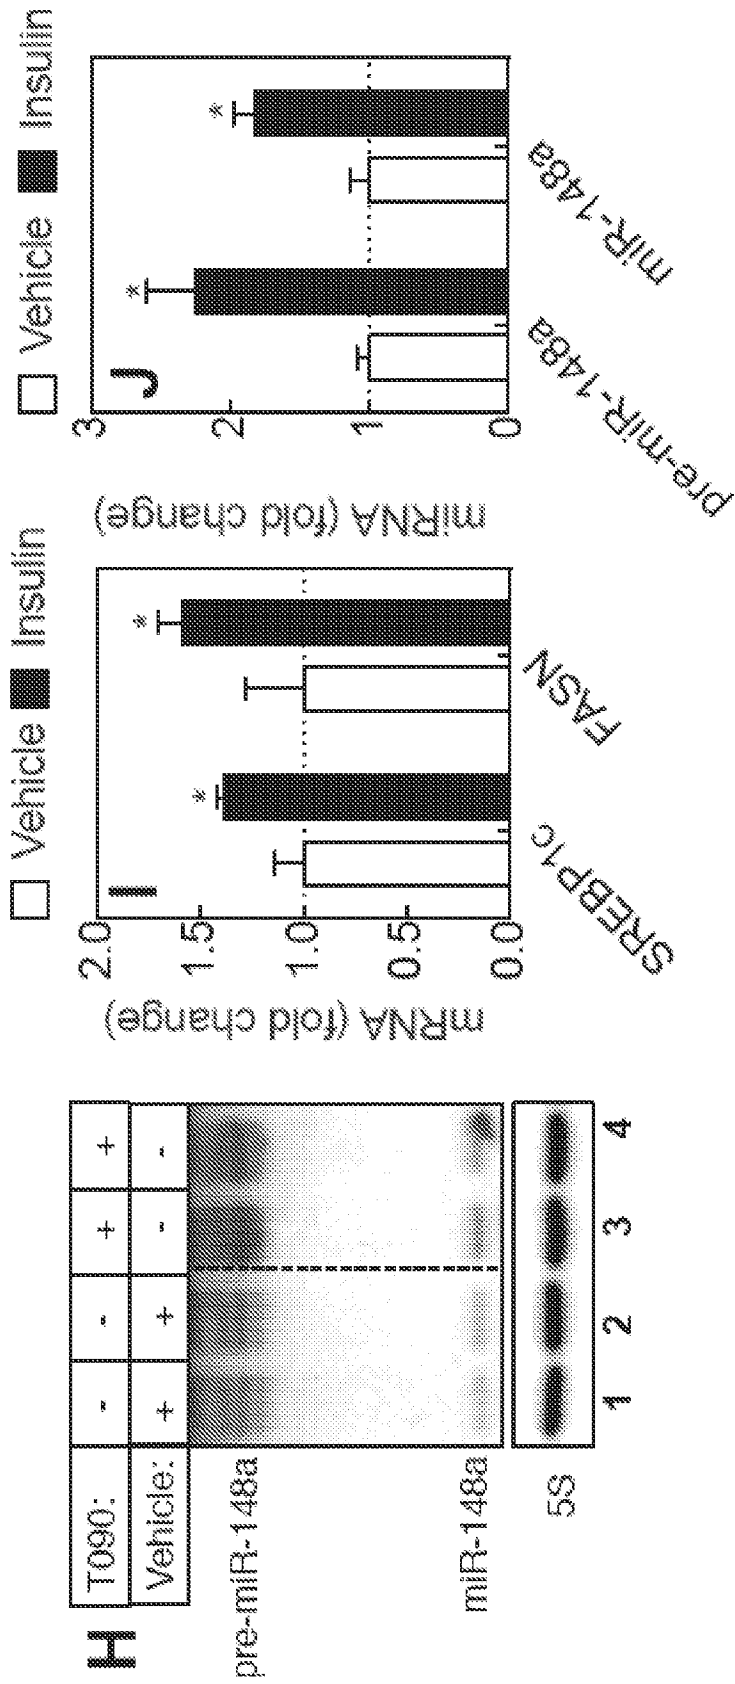 H
T090: - - + +
Vehicle: + + - -
pre-miR-148a
miR-148a
5S
1 2 3 4
Vehicle Insulin
I
mRNA (fold change)
2.0
1.5
1.0
0.5
0.0
* *
SREBP1c FASN
Vehicle Insulin
J
miRNA (fold change)
3
2
1
0
* *
pre-miR-148a miR-148a